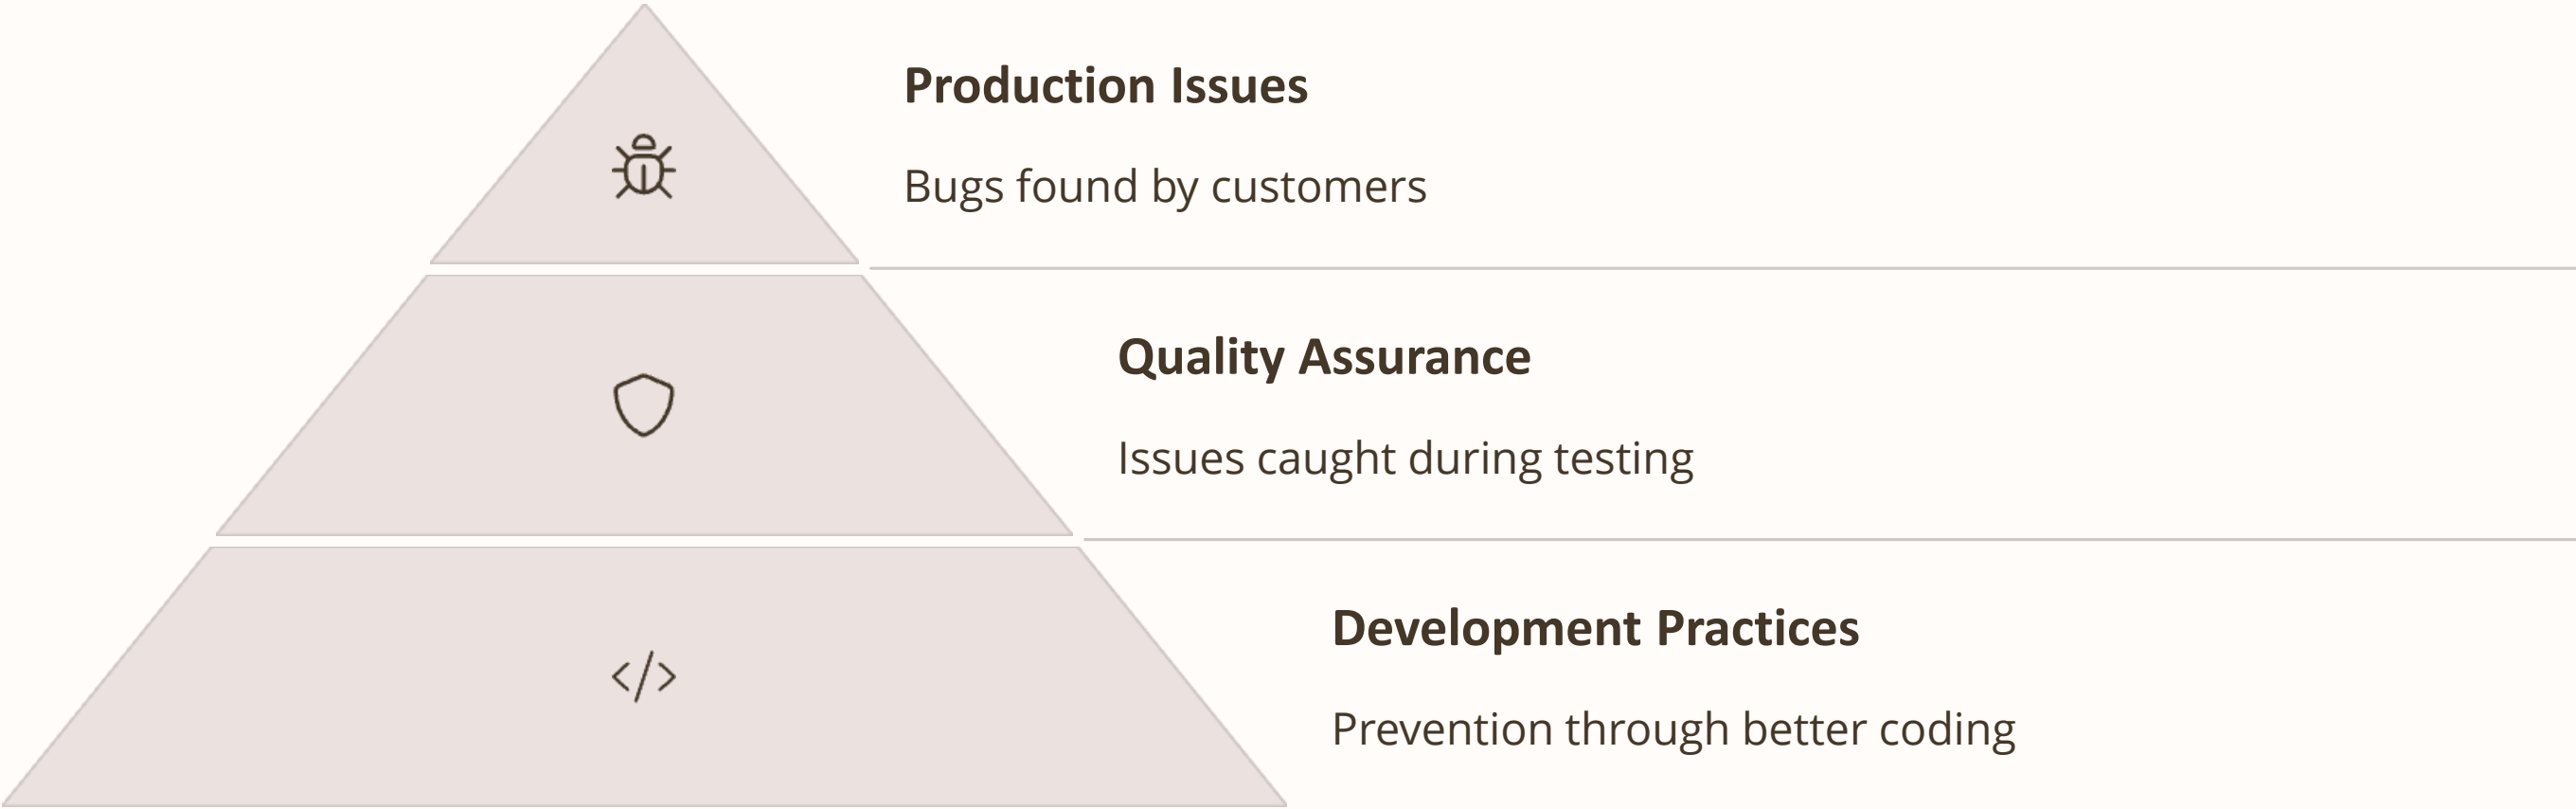 Production Issues
Bugs found by customers
Quality Assurance
Issues caught during testing
Development Practices
Prevention through better coding